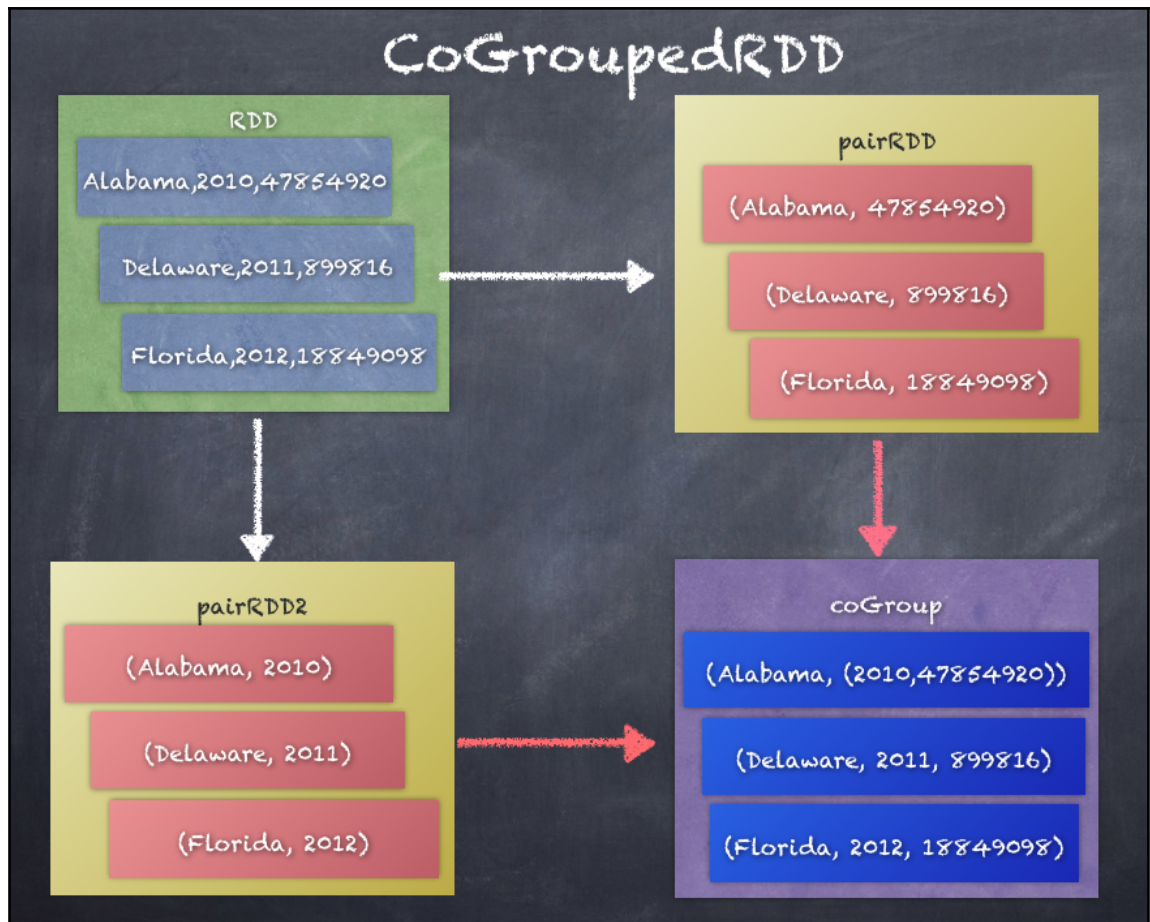 CoGroupedRDD
RDD
Alabama,2010,47854920
Delaware,2011,899816
Florida,2012,18849098
pairRDD
(Alabama, 47854920)
(Delaware, 899816)
(Florida, 18849098)
pairRDD2
(Alabama, 2010)
(Delaware, 2011)
(Florida, 2012)
coGroup
(Alabama, (2010,47854920))
(Delaware, 2011, 899816)
(Florida, 2012, 18849098)